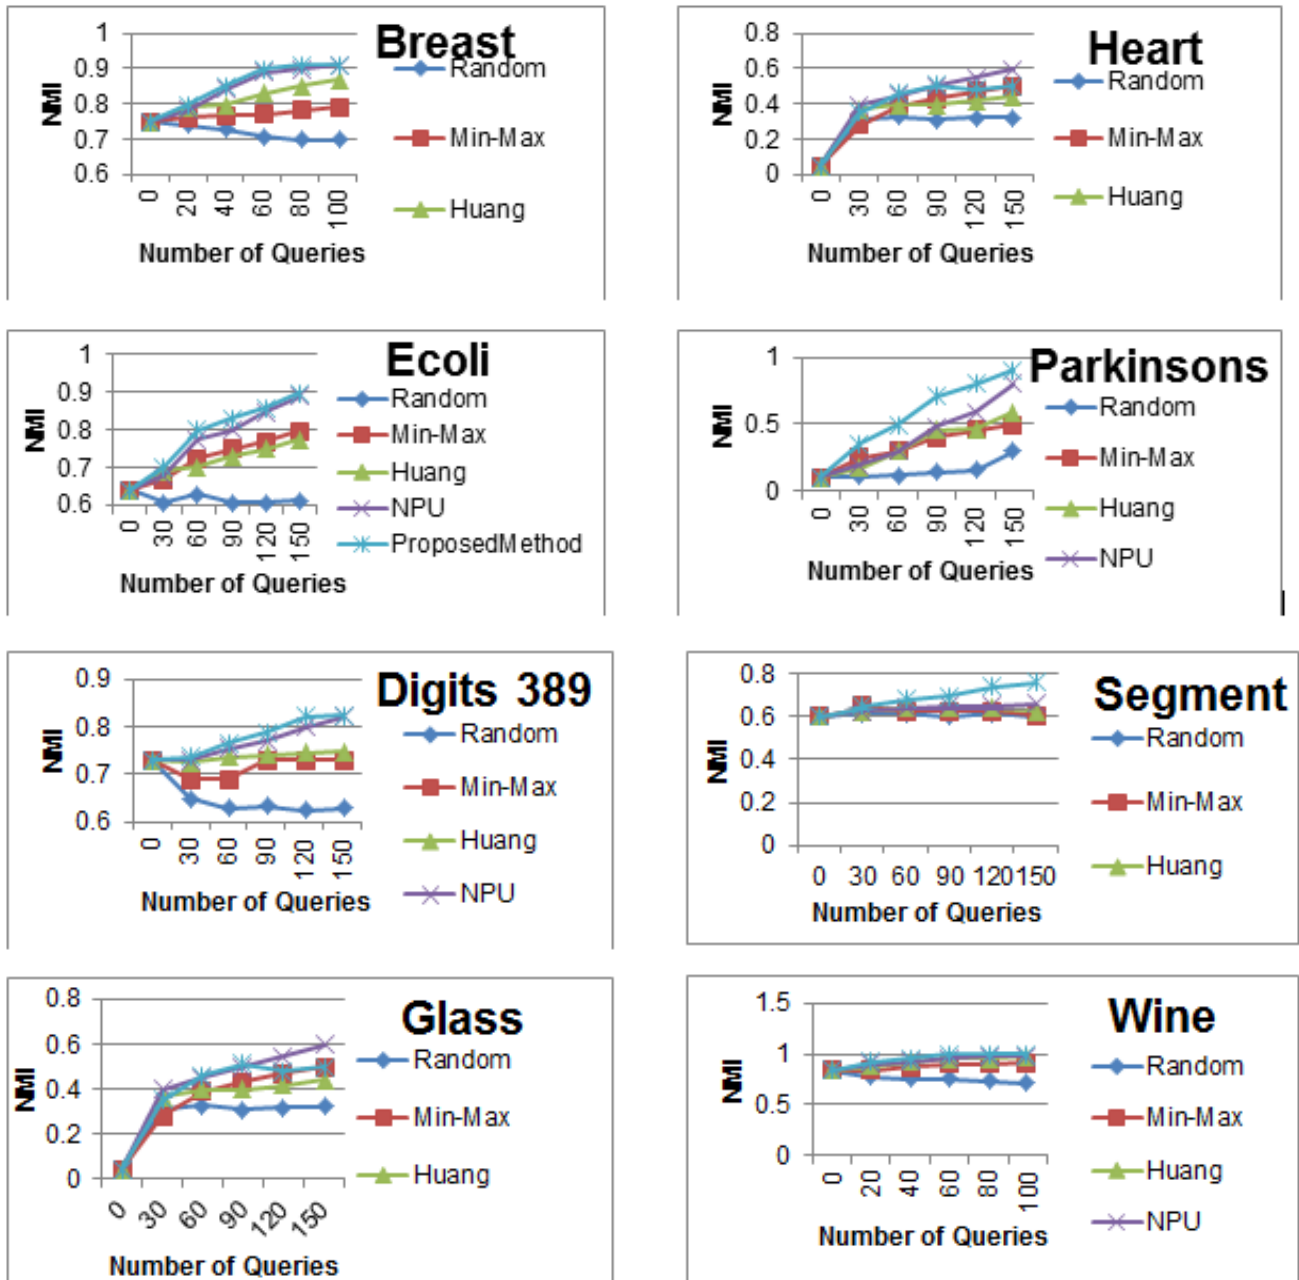 Breast
1
0.9
0.8
0.7
0.6
NMI
0 20 40 60 80 100
Number of Queries
Random
Min-Max
Huang
Heart
0.8
0.6
0.4
0.2
0
NMI
0 30 60 90 120 150
Number of Queries
Random
Min-Max
Huang
Ecoli
1
0.9
0.8
0.7
0.6
NMI
0 30 60 90 120 150
Number of Queries
Random
Min-Max
Huang
NPU
ProposedMethod
Parkinsons
1
0.5
0
NMI
0 30 60 90 120 150
Number of Queries
Random
Min-Max
Huang
NPU
Digits 389
0.9
0.8
0.7
0.6
NMI
0 30 60 90 120 150
Number of Queries
Random
Min-Max
Huang
NPU
Segment
0.8
0.6
0.4
0.2
0
NMI
0 30 60 90 120 150
Number of Queries
Random
Min-Max
Huang
Glass
0.8
0.6
0.4
0.2
0
NMI
0 30 60 90 120 150
Number of Queries
Random
Min-Max
Huang
Wine
1.5
1
0.5
0
NMI
0 20 40 60 80 100
Number of Queries
Random
Min-Max
Huang
NPU